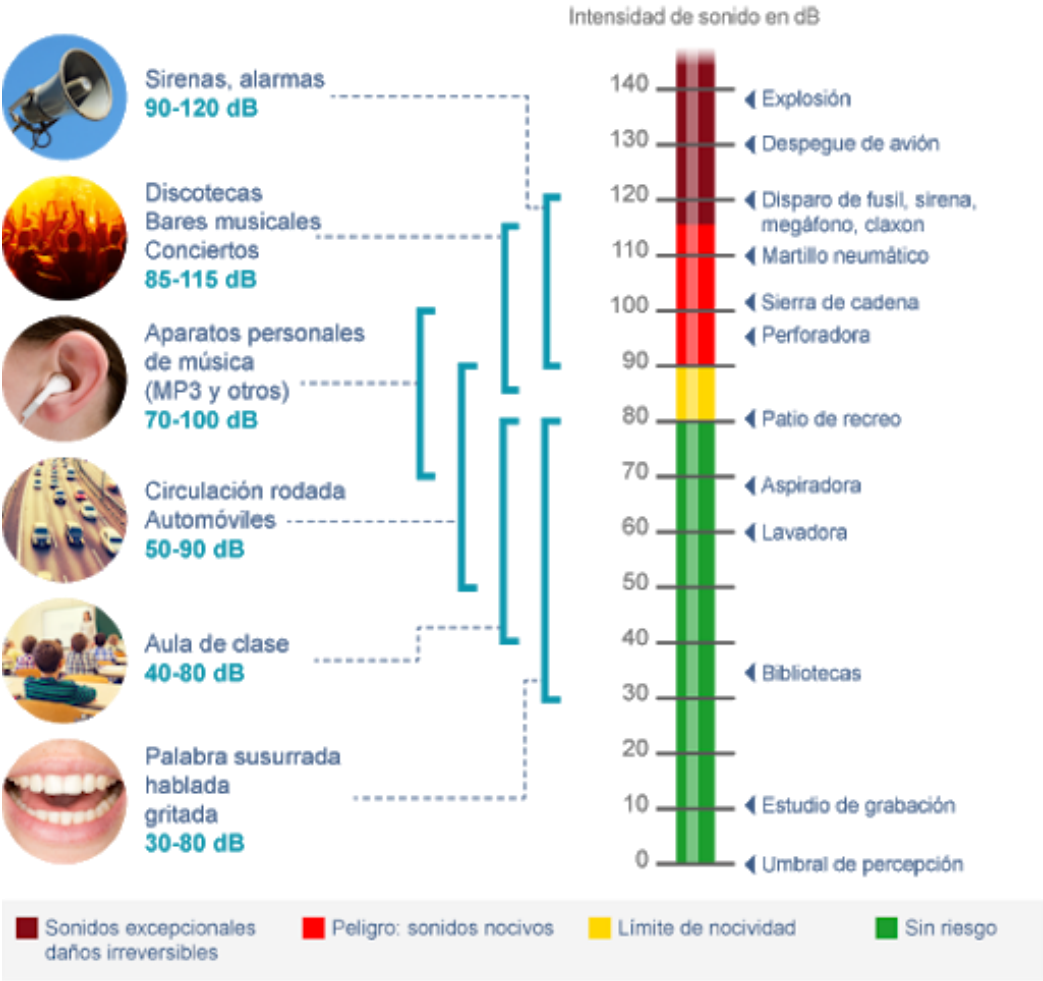 Intensidad de sonido en dB
Sirenas, alarmas
90-120 dB
Discotecas
Bares musicales
Conciertos
85-115 dB
Aparatos personales
de música
(MP3 y otros)
70-100 dB
Circulación rodada
Automóviles
50-90 dB
Aula de clase
40-80 dB
Palabra susurrada
hablada
gritada
30-80 dB
140
130
120
110
100
90
80
70
60
50
40
30
20
10
0
Explosión
Despegue de avión
Disparo de fusil, sirena,
megáfono, claxon
Martillo neumático
Sierra de cadena
Perforadora
Patio de recreo
Aspiradora
Lavadora
Bibliotecas
Estudio de grabación
Umbral de percepción
Sonidos excepcionales
daños irreversibles
Peligro: sonidos nocivos
Límite de nocividad
Sin riesgo